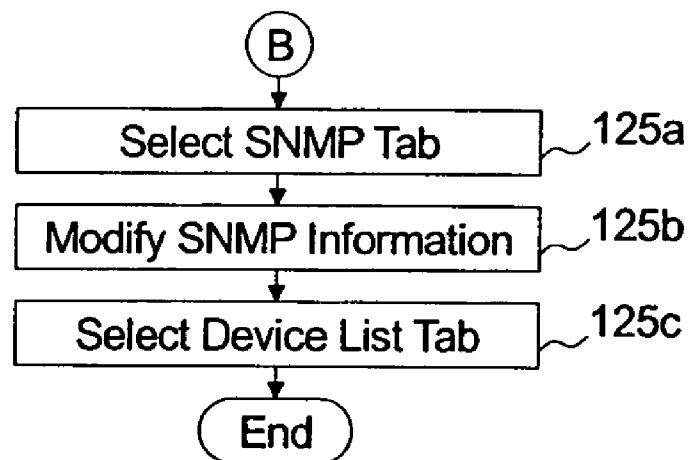 B
Select SNMP Tab
125a
Modify SNMP Information
125b
Select Device List Tab
125c
End